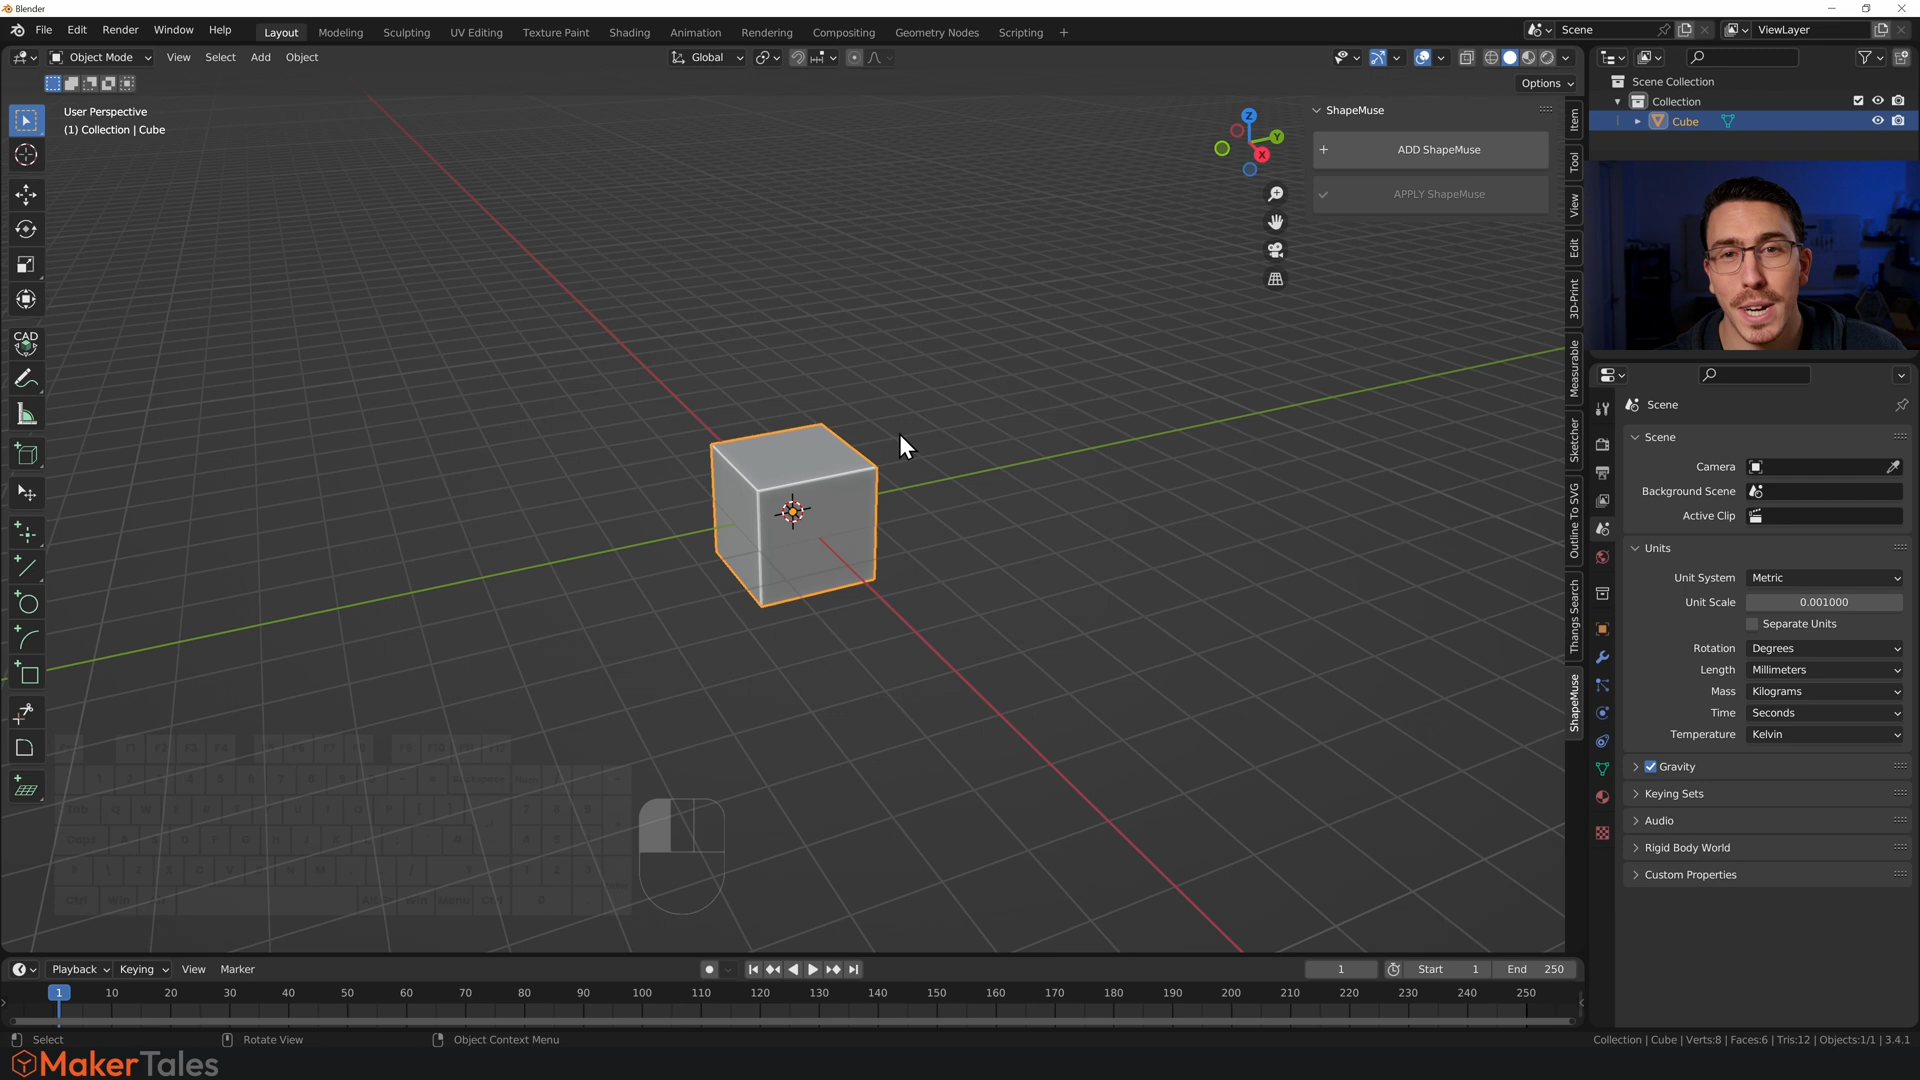 Blender
File Edit Render Window Help Layout Modeling Sculpting UV Editing Texture Paint Shading Animation Rendering Compositing Geometry Nodes Scripting + Scene ViewLayer
Object Mode View Select Add Object Global
Options
User Perspective
(1) Collection | Cube
Z
Y
X
ShapeMuse
+ ADD ShapeMuse
APPLY ShapeMuse
Item
Tool
View
Edit
3D-Print
Measurable
Sketcher
Outline To SVG
Thangs Search
ShapeMuse
CAD
Scene Collection
Collection
Cube
Scene
Scene
Camera
Background Scene
Active Clip
Units
Unit System Metric
Unit Scale 0.001000
Separate Units
Rotation Degrees
Length Millimeters
Mass Kilograms
Time Seconds
Temperature Kelvin
Gravity
Keying Sets
Audio
Rigid Body World
Custom Properties
Playback Keying View Marker 1 Start 1 End 250
1 10 20 30 40 50 60 70 80 90 100 110 120 130 140 150 160 170 180 190 200 210 220 230 240 250
Select Rotate View Object Context Menu Collection | Cube | Verts:8 | Faces:6 | Tris:12 | Objects:1/1 | 3.4.1
MakerTales